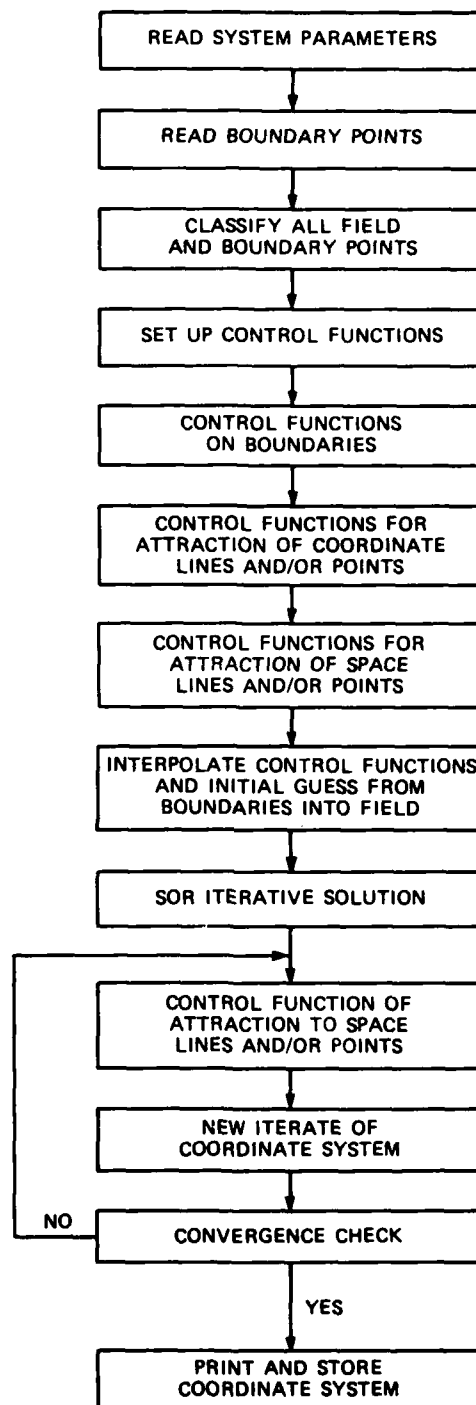 READ SYSTEM PARAMETERS
READ BOUNDARY POINTS
CLASSIFY ALL FIELD
AND BOUNDARY POINTS
SET UP CONTROL FUNCTIONS
CONTROL FUNCTIONS
ON BOUNDARIES
CONTROL FUNCTIONS FOR
ATTRACTION OF COORDINATE
LINES AND/OR POINTS
CONTROL FUNCTIONS FOR
ATTRACTION OF SPACE
LINES AND/OR POINTS
INTERPOLATE CONTROL FUNCTIONS
AND INITIAL GUESS FROM
BOUNDARIES INTO FIELD
SOR ITERATIVE SOLUTION
CONTROL FUNCTION OF
ATTRACTION TO SPACE
LINES AND/OR POINTS
NEW ITERATE OF
COORDINATE SYSTEM
NO
CONVERGENCE CHECK
YES
PRINT AND STORE
COORDINATE SYSTEM